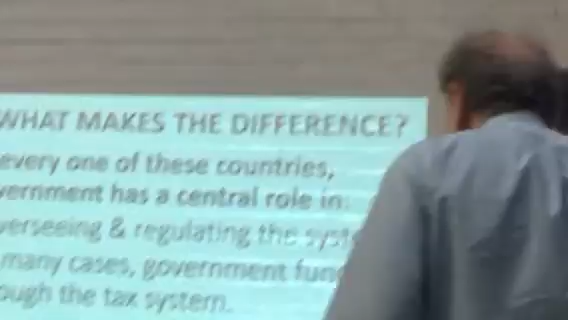 WHAT MAKES THE DIFFERENCE?
every one of these countries,
vernment has a central role in:
verseeing & regulating the syst
many cases, government fun
ough the tax system.